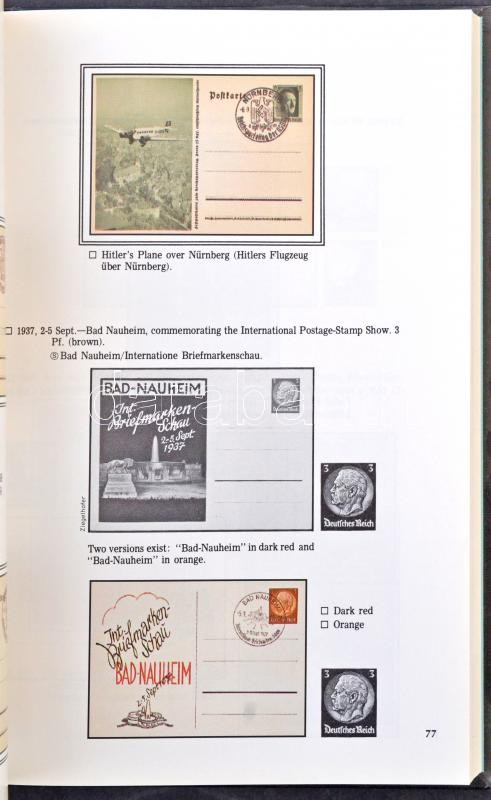 Postkarte
NÜRNBERG
☐ Hitler's Plane over Nürnberg (Hitlers Flugzeug
über Nürnberg).
☐ 1937, 2-5 Sept.—Bad Nauheim, commemorating the International Postage-Stamp Show. 3
Pf. (brown).
Ⓢ Bad Nauheim/Internatione Briefmarkenschau.
BAD-NAUHEIM
Int.
Briefmarken-
Schau
2.-5. Sept.
1937
Ziegelhofer
3 3
Deutsches Reich
Two versions exist: "Bad-Nauheim" in dark red and
"Bad-Nauheim" in orange.
Int.
Briefmarken-
Schau
BAD-NAUHEIM
BAD NAUHEIM
☐ Dark red
☐ Orange
3 3
Deutsches Reich
77